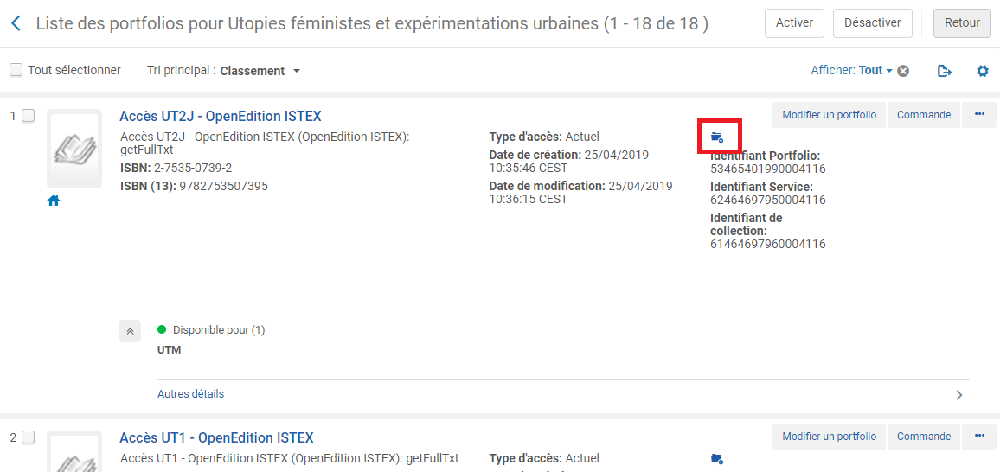 Liste des portfolios pour Utopies féministes et expérimentations urbaines (1 - 18 de 18 )
Activer
Désactiver
Retour
Tout sélectionner
Tri principal : Classement
Afficher: Tout
1
Accès UT2J - OpenEdition ISTEX
Modifier un portfolio
Commande
Accès UT2J - OpenEdition ISTEX (OpenEdition ISTEX):
getFullTxt
ISBN: 2-7535-0739-2
ISBN (13): 9782753507395
Type d'accès: Actuel
Date de création: 25/04/2019
10:35:46 CEST
Date de modification: 25/04/2019
10:36:15 CEST
Identifiant Portfolio:
53465401990004116
Identifiant Service:
62464697950004116
Identifiant de
collection:
61464697960004116
Disponible pour (1)
UTM
Autres détails
2
Accès UT1 - OpenEdition ISTEX
Modifier un portfolio
Commande
Accès UT1 - OpenEdition ISTEX (OpenEdition ISTEX): getFullTxt
Type d'accès: Actuel